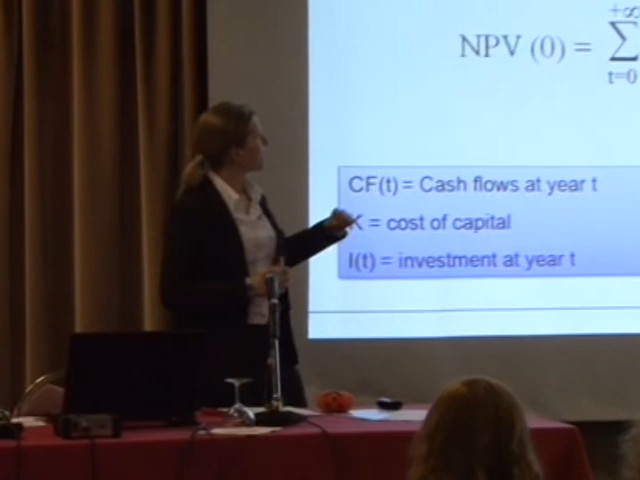 NPV (0) = +∞ ∑ t=0
CF(t) = Cash flows at year t
K = cost of capital
I(t) = investment at year t